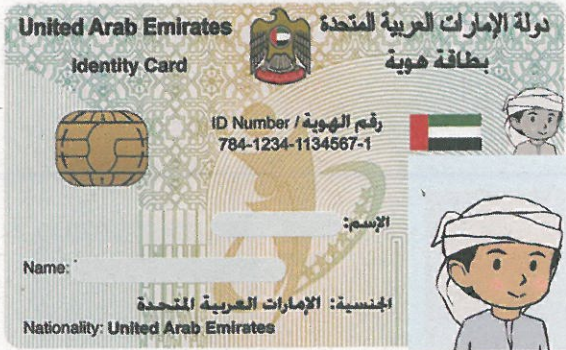 United Arab Emirates
دولة الإمارات العربية المتحدة
Identity Card
بطاقة هوية
ID Number / رقم الهوية
784-1234-1134567-1
الإسم:
Name:
الجنسية: الإمارات العربية المتحدة
Nationality: United Arab Emirates